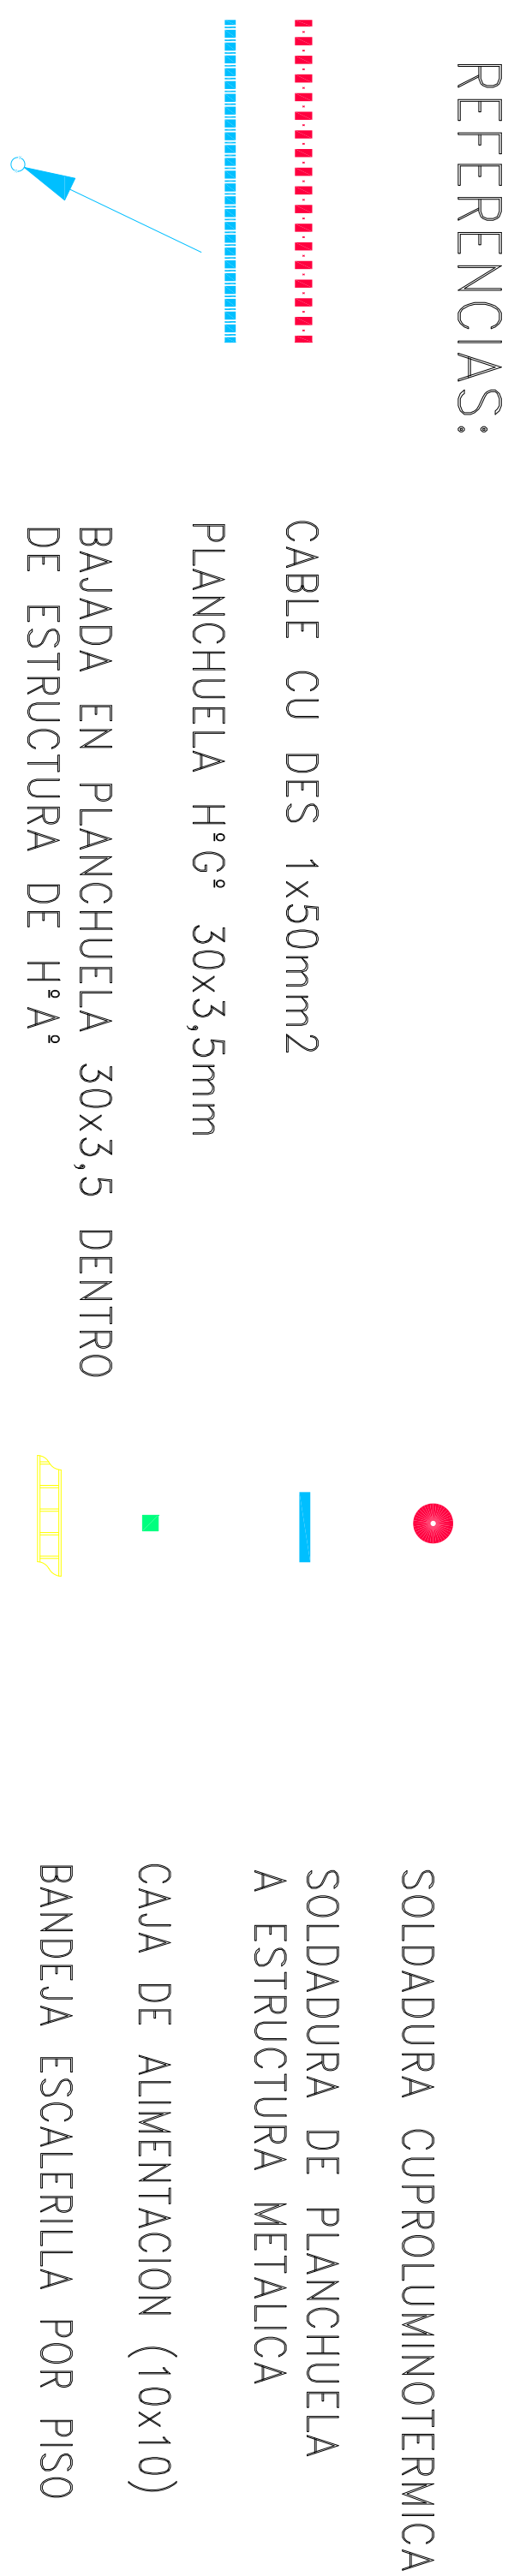 REFERENCIAS:
CABLE CU DES 1x50mm2
PLANCHUELA HºGº 30x3,5mm
BAJADA EN PLANCHUELA 30x3,5 DENTRO
DE ESTRUCTURA DE HºAº
SOLDADURA CUPROLUMINOTERMICA
SOLDADURA DE PLANCHUELA
A ESTRUCTURA METALICA
CAJA DE ALIMENTACION (10x10)
BANDEJA ESCALERILLA POR PISO